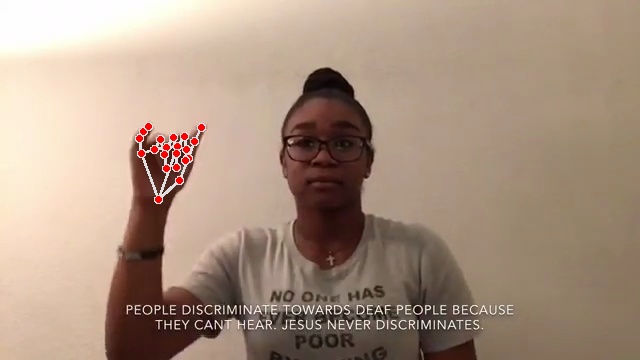 NO ONE HAS
POOR
PEOPLE DISCRIMINATE TOWARDS DEAF PEOPLE BECAUSE
THEY CANT HEAR. JESUS NEVER DISCRIMINATES.